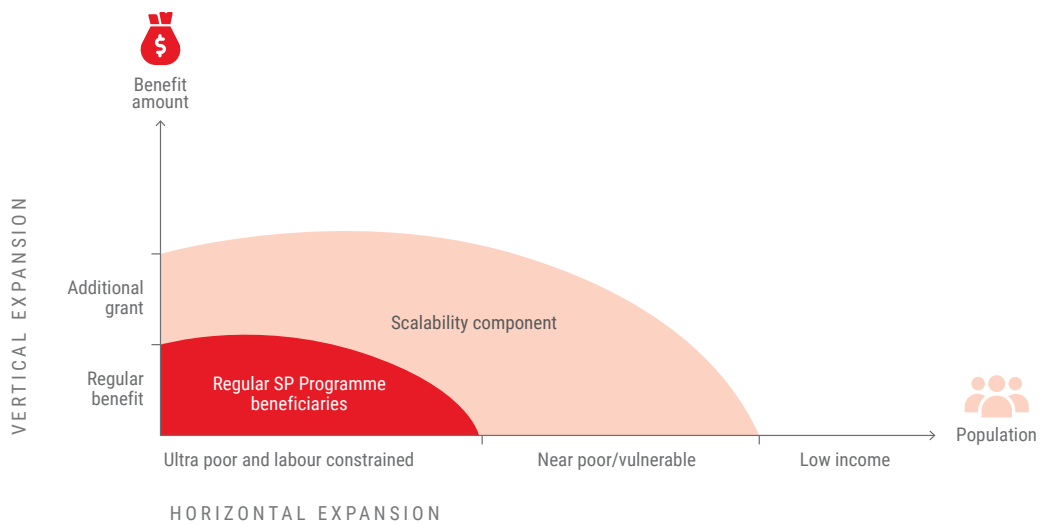 $
Benefit
amount
VERTICAL EXPANSION
Additional
grant
Scalability component
Regular
benefit
Regular SP Programme
beneficiaries
Population
Ultra poor and labour constrained
Near poor/vulnerable
Low income
HORIZONTAL EXPANSION